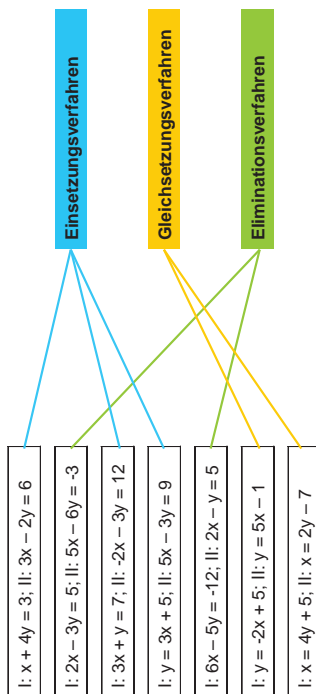 I: x + 4y = 3; II: 3x – 2y = 6
I: 2x – 3y = 5; II: 5x – 6y = -3
I: 3x + y = 7; II: -2x – 3y = 12
I: y = 3x + 5; II: 5x – 3y = 9
I: 6x – 5y = -12; II: 2x – y = 5
I: y = -2x + 5; II: y = 5x – 1
I: x = 4y + 5; II: x = 2y – 7
Einsetzungsverfahren
Gleichsetzungsverfahren
Eliminationsverfahren